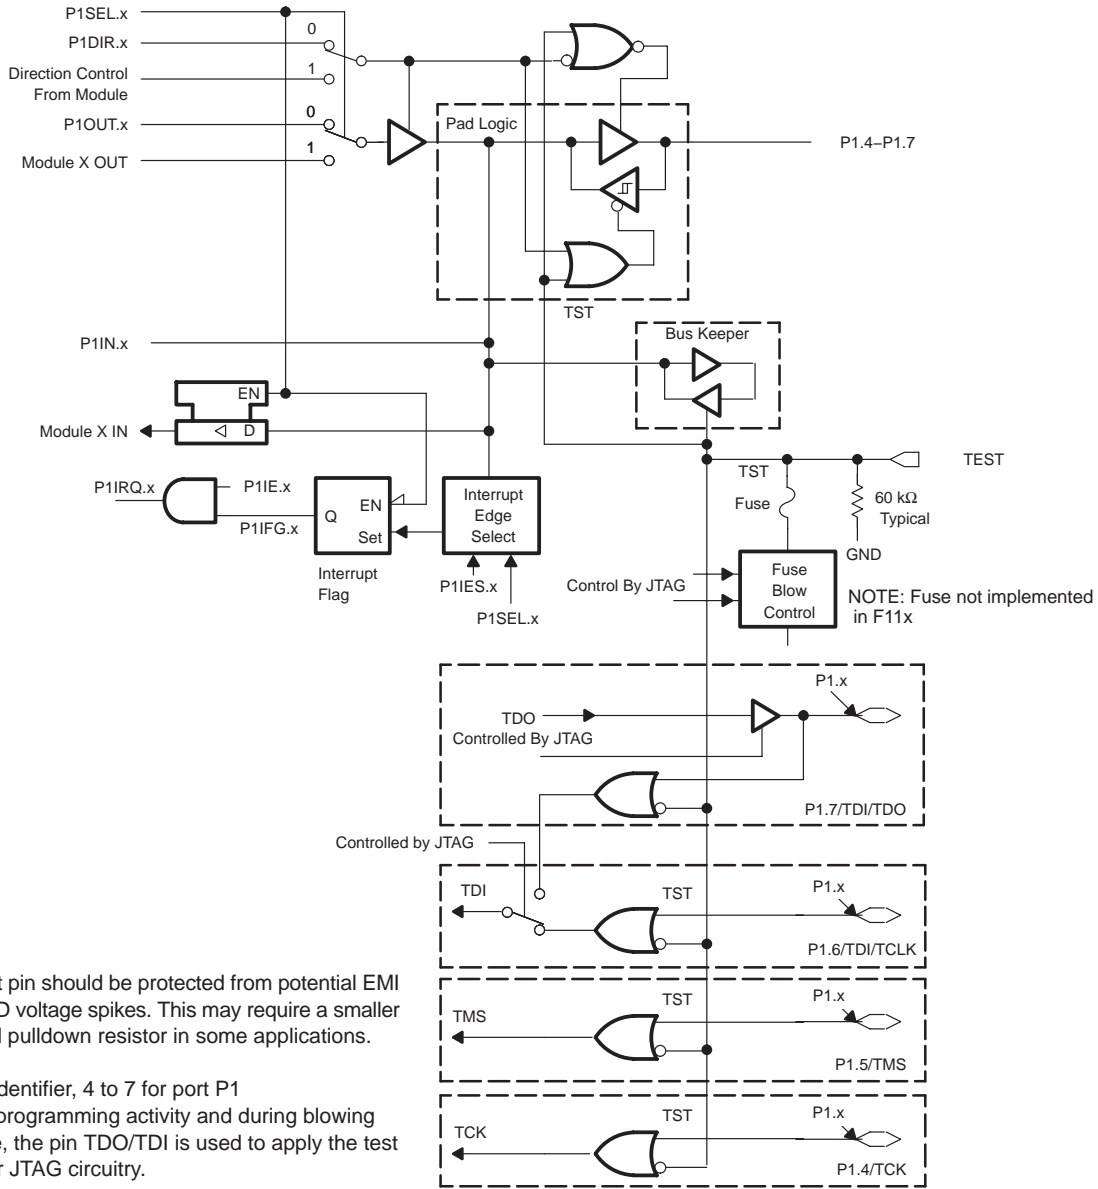 P1SEL.x
0
P1DIR.x
1
Direction Control
From Module
0
P1OUT.x
1
Module X OUT
Pad Logic
P1.4–P1.7
TST
P1IN.x
Bus Keeper
EN
D
Module X IN
TEST
TST
Fuse
60 kΩ
Typical
GND
P1IRQ.x
P1IE.x
P1IFG.x
Q
EN
Set
Interrupt
Edge
Select
Interrupt
Flag
P1IES.x
P1SEL.x
Control By JTAG
Fuse
Blow
Control
NOTE: Fuse not implemented
in F11x
P1.x
TDO
Controlled By JTAG
P1.7/TDI/TDO
Controlled by JTAG
TDI
TST
P1.x
P1.6/TDI/TCLK
TMS
TST
P1.x
P1.5/TMS
TCK
TST
P1.x
P1.4/TCK
t pin should be protected from potential EMI
D voltage spikes. This may require a smaller
l pulldown resistor in some applications.
dentifier, 4 to 7 for port P1
programming activity and during blowing
e, the pin TDO/TDI is used to apply the test
r JTAG circuitry.